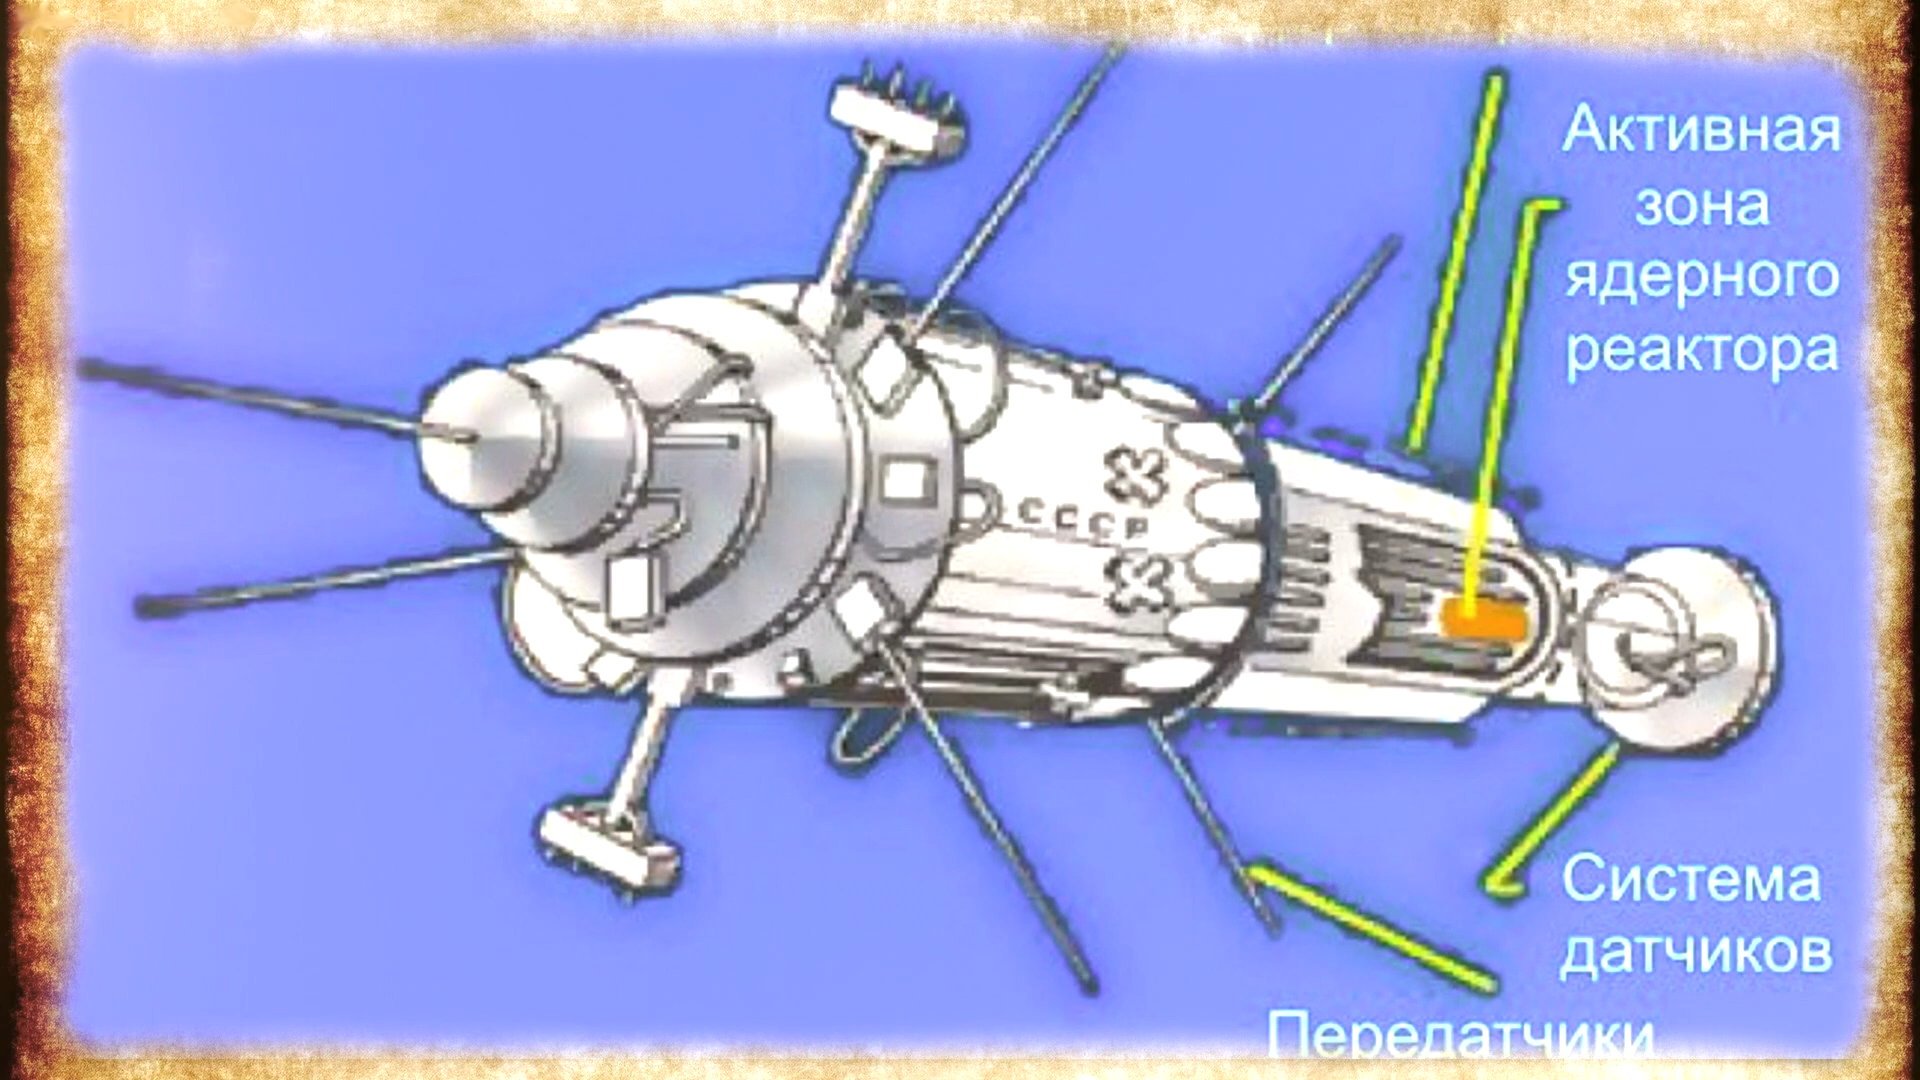 Активная
зона
ядерного
реактора
СССР
Система
датчиков
Передатчики